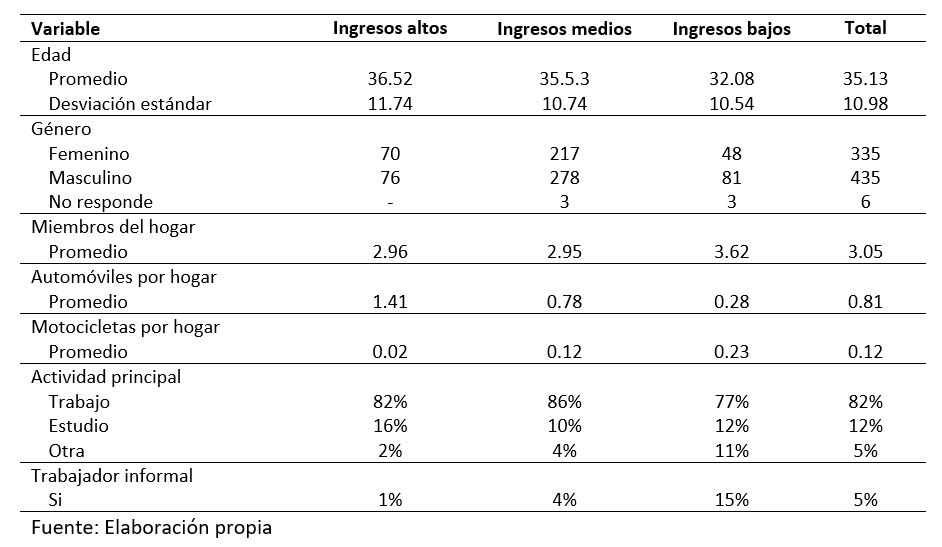 Variable Ingresos altos Ingresos medios Ingresos bajos Total
Edad
Promedio 36.52 35.5.3 32.08 35.13
Desviación estándar 11.74 10.74 10.54 10.98
Género
Femenino 70 217 48 335
Masculino 76 278 81 435
No responde - 3 3 6
Miembros del hogar
Promedio 2.96 2.95 3.62 3.05
Automóviles por hogar
Promedio 1.41 0.78 0.28 0.81
Motocicletas por hogar
Promedio 0.02 0.12 0.23 0.12
Actividad principal
Trabajo 82% 86% 77% 82%
Estudio 16% 10% 12% 12%
Otra 2% 4% 11% 5%
Trabajador informal
Si 1% 4% 15% 5%
Fuente: Elaboración propia